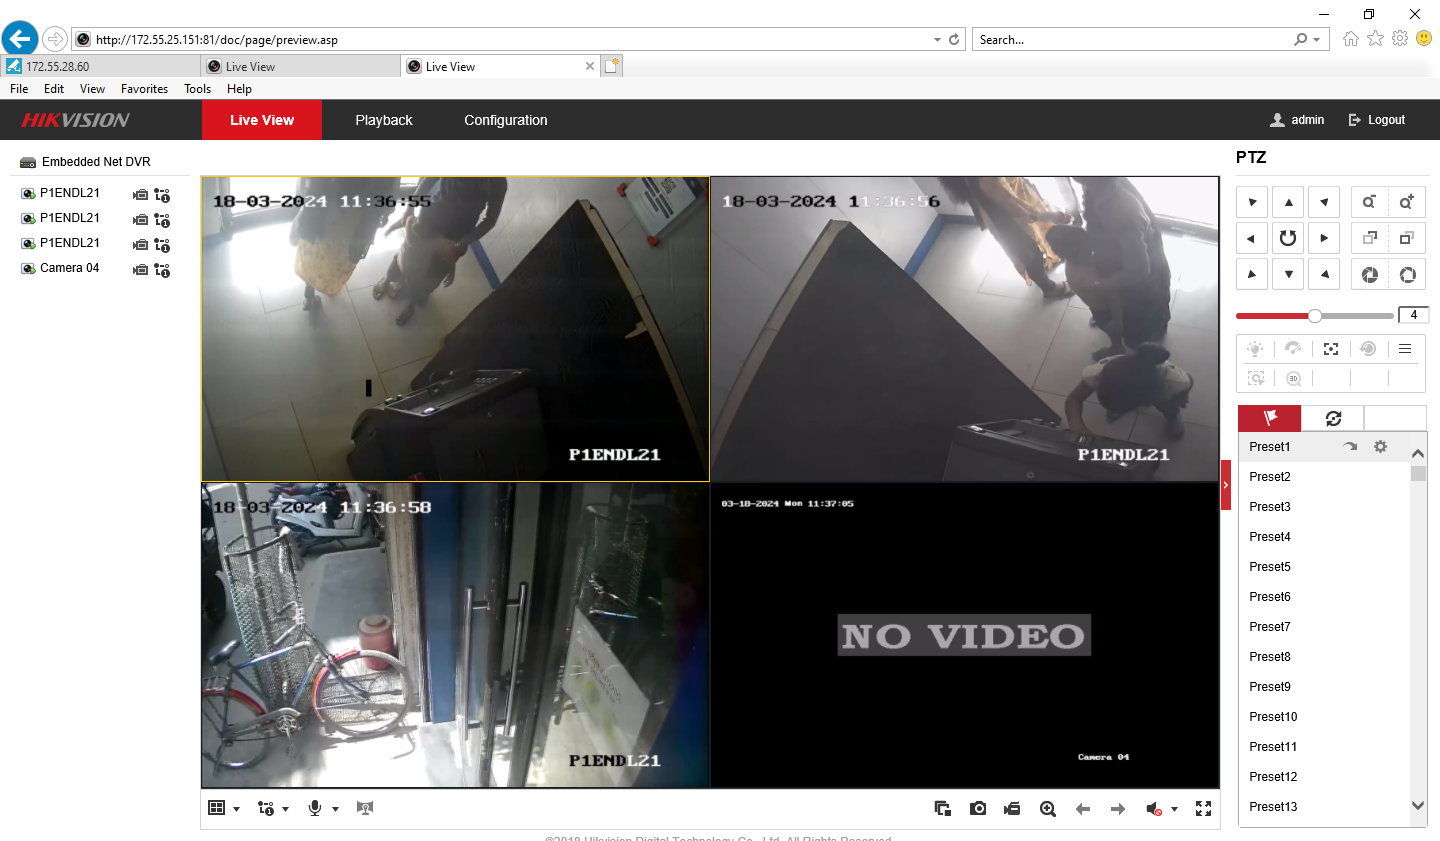 http://172.55.25.151:81/doc/page/preview.asp
Search...
172.55.28.60
Live View
Live View
File Edit View Favorites Tools Help
HIKVISION
Live View
Playback
Configuration
admin
Logout
Embedded Net DVR
P1ENDL21
P1ENDL21
P1ENDL21
Camera 04
18-03-2024 11:36:55
P1ENDL21
18-03-2024 11:36:56
P1ENDL21
18-03-2024 11:36:58
P1ENDL21
03-18-2024 Mon 11:37:05
NO VIDEO
Camera 04
PTZ
4
3D
Preset1
Preset2
Preset3
Preset4
Preset5
Preset6
Preset7
Preset8
Preset9
Preset10
Preset11
Preset12
Preset13
©2018 Hikvision Digital Technology Co., Ltd. All Rights Reserved.